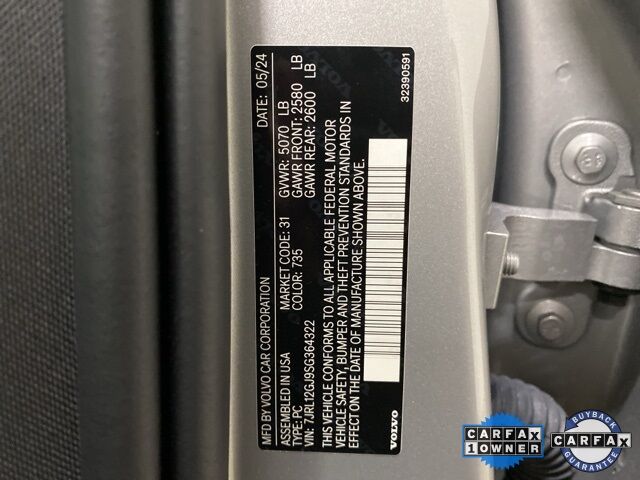 MFD BY VOLVO CAR CORPORATION
DATE: 05/24
ASSEMBLED IN USA
MARKET CODE: 31
GVWR: 5070 LB
TYPE: PC
COLOR: 735
GAWR FRONT: 2580 LB
GAWR REAR: 2600 LB
VIN: 7JRL12GJ9SG364322
THIS VEHICLE CONFORMS TO ALL APPLICABLE FEDERAL MOTOR
VEHICLE SAFETY, BUMPER AND THEFT PREVENTION STANDARDS IN
EFFECT ON THE DATE OF MANUFACTURE SHOWN ABOVE.
VOLVO
32390591
CARFAX
1 OWNER
BUYBACK
CARFAX
GUARANTEE